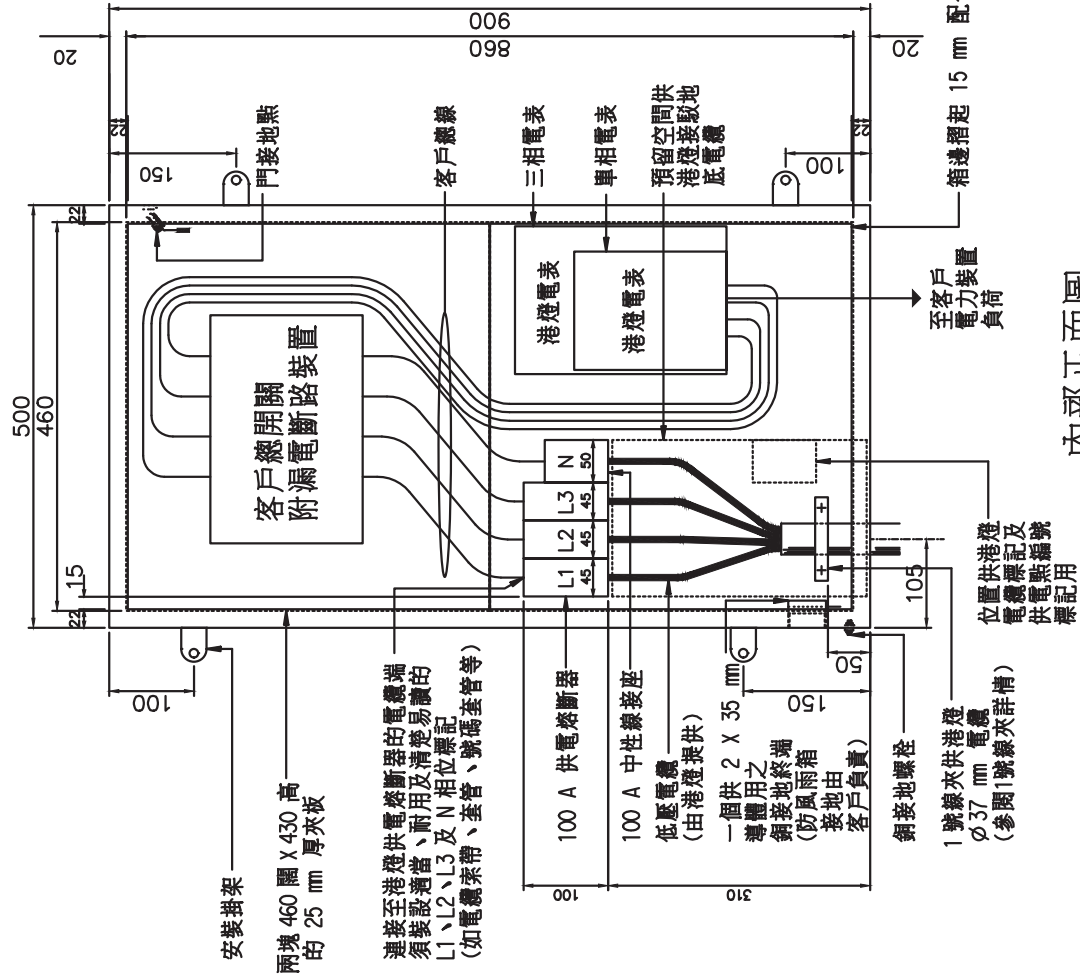 500
460
22
15
22
900
860
20
20
22
22
150
100
門接地點
客戶總線
三相電表
單相電表
預留空間供
港燈接駁地
底電纜
箱邊摺起 15 mm
客戶總開關
附漏電斷路裝置
港燈電表
港燈電表
至客戶
電力裝置
負荷
L1
L2
L3
N
45
45
45
50
100
安裝掛架
兩塊 460 闊 X 430 高
的 25 mm 厚夾板
連接至港燈供電熔斷器的電纜端
須裝設適當、耐用及清楚易讀的
L1、L2、L3 及 N 相位標記
(如電纜索帶、套管、號碼套管等)
100 A 供電熔斷器
100 A 中性線接座
低壓電纜
(由港燈提供)
一個供 2 X 35 mm
導體用之
銅接地終端
(防風雨箱
接地由
客戶負責)
銅接地螺栓
1 號線夾供港燈
Ø 37 mm 電纜
(參閱1號線夾詳情)
位置供港燈
電纜標記及
供電點編號
標記用
100
310
150
50
105